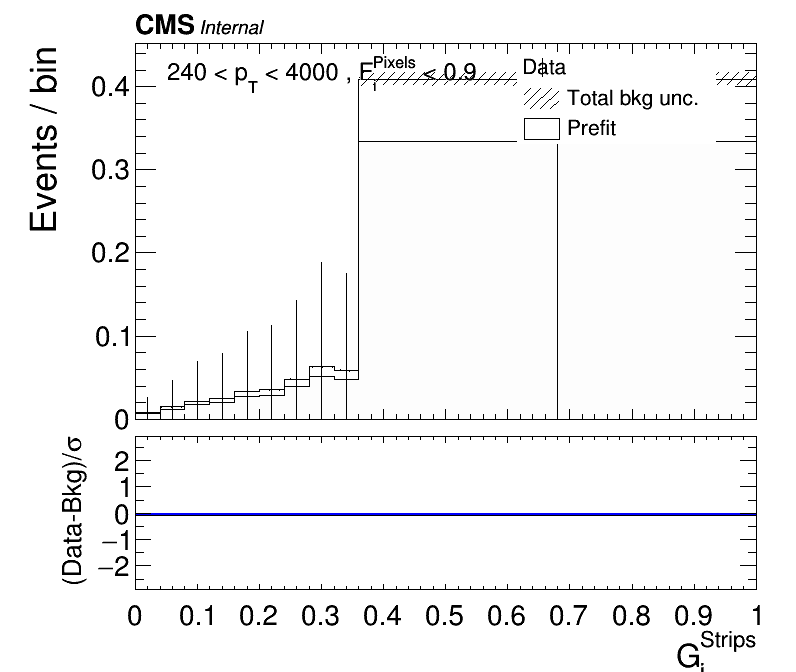 CMS Internal
240 < p_T < 4000 , F_i^Pixels < 0.9
Data
Total bkg unc.
Prefit
Events / bin
0.4
0.3
0.2
0.1
0
(Data-Bkg)/σ
2
1
0
−1
−2
0 0.1 0.2 0.3 0.4 0.5 0.6 0.7 0.8 0.9 1
G_i^Strips